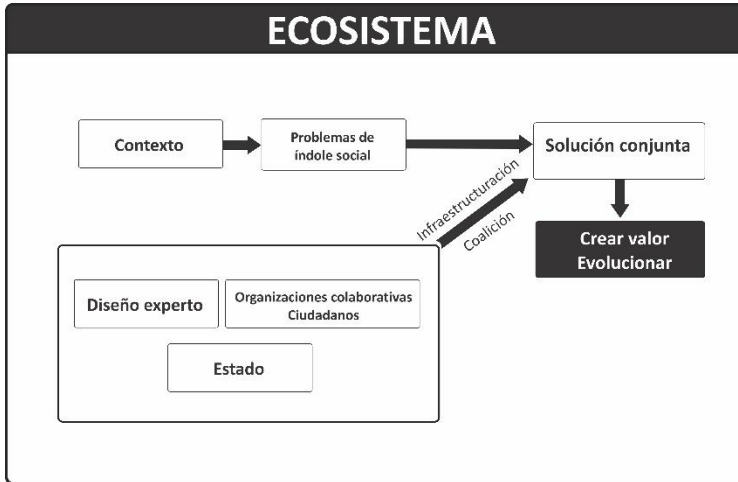 ECOSISTEMA
Contexto
Problemas de
índole social
Solución conjunta
Infraestructuración
Coalición
Crear valor
Evolucionar
Diseño experto
Organizaciones colaborativas
Ciudadanos
Estado